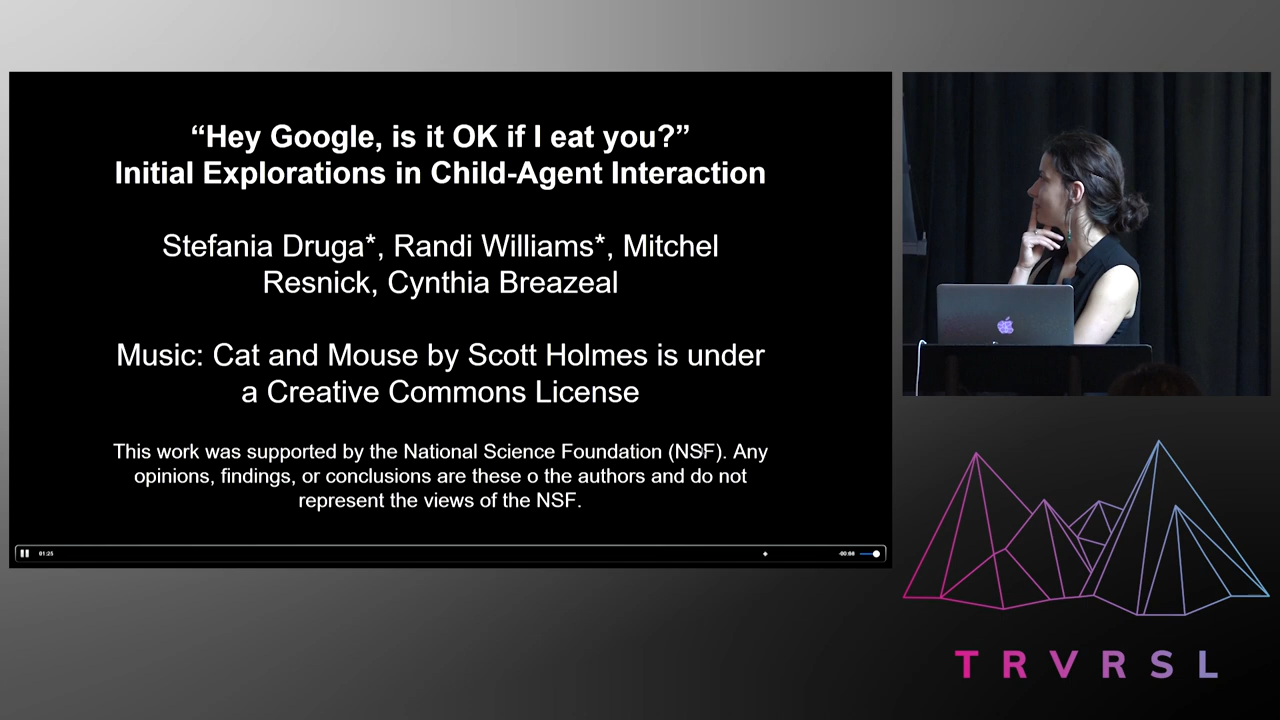 “Hey Google, is it OK if I eat you?”
Initial Explorations in Child-Agent Interaction
Stefania Druga*, Randi Williams*, Mitchel
Resnick, Cynthia Breazeal
Music: Cat and Mouse by Scott Holmes is under
a Creative Commons License
This work was supported by the National Science Foundation (NSF). Any
opinions, findings, or conclusions are these o the authors and do not
represent the views of the NSF.
01:25
TRVRSL